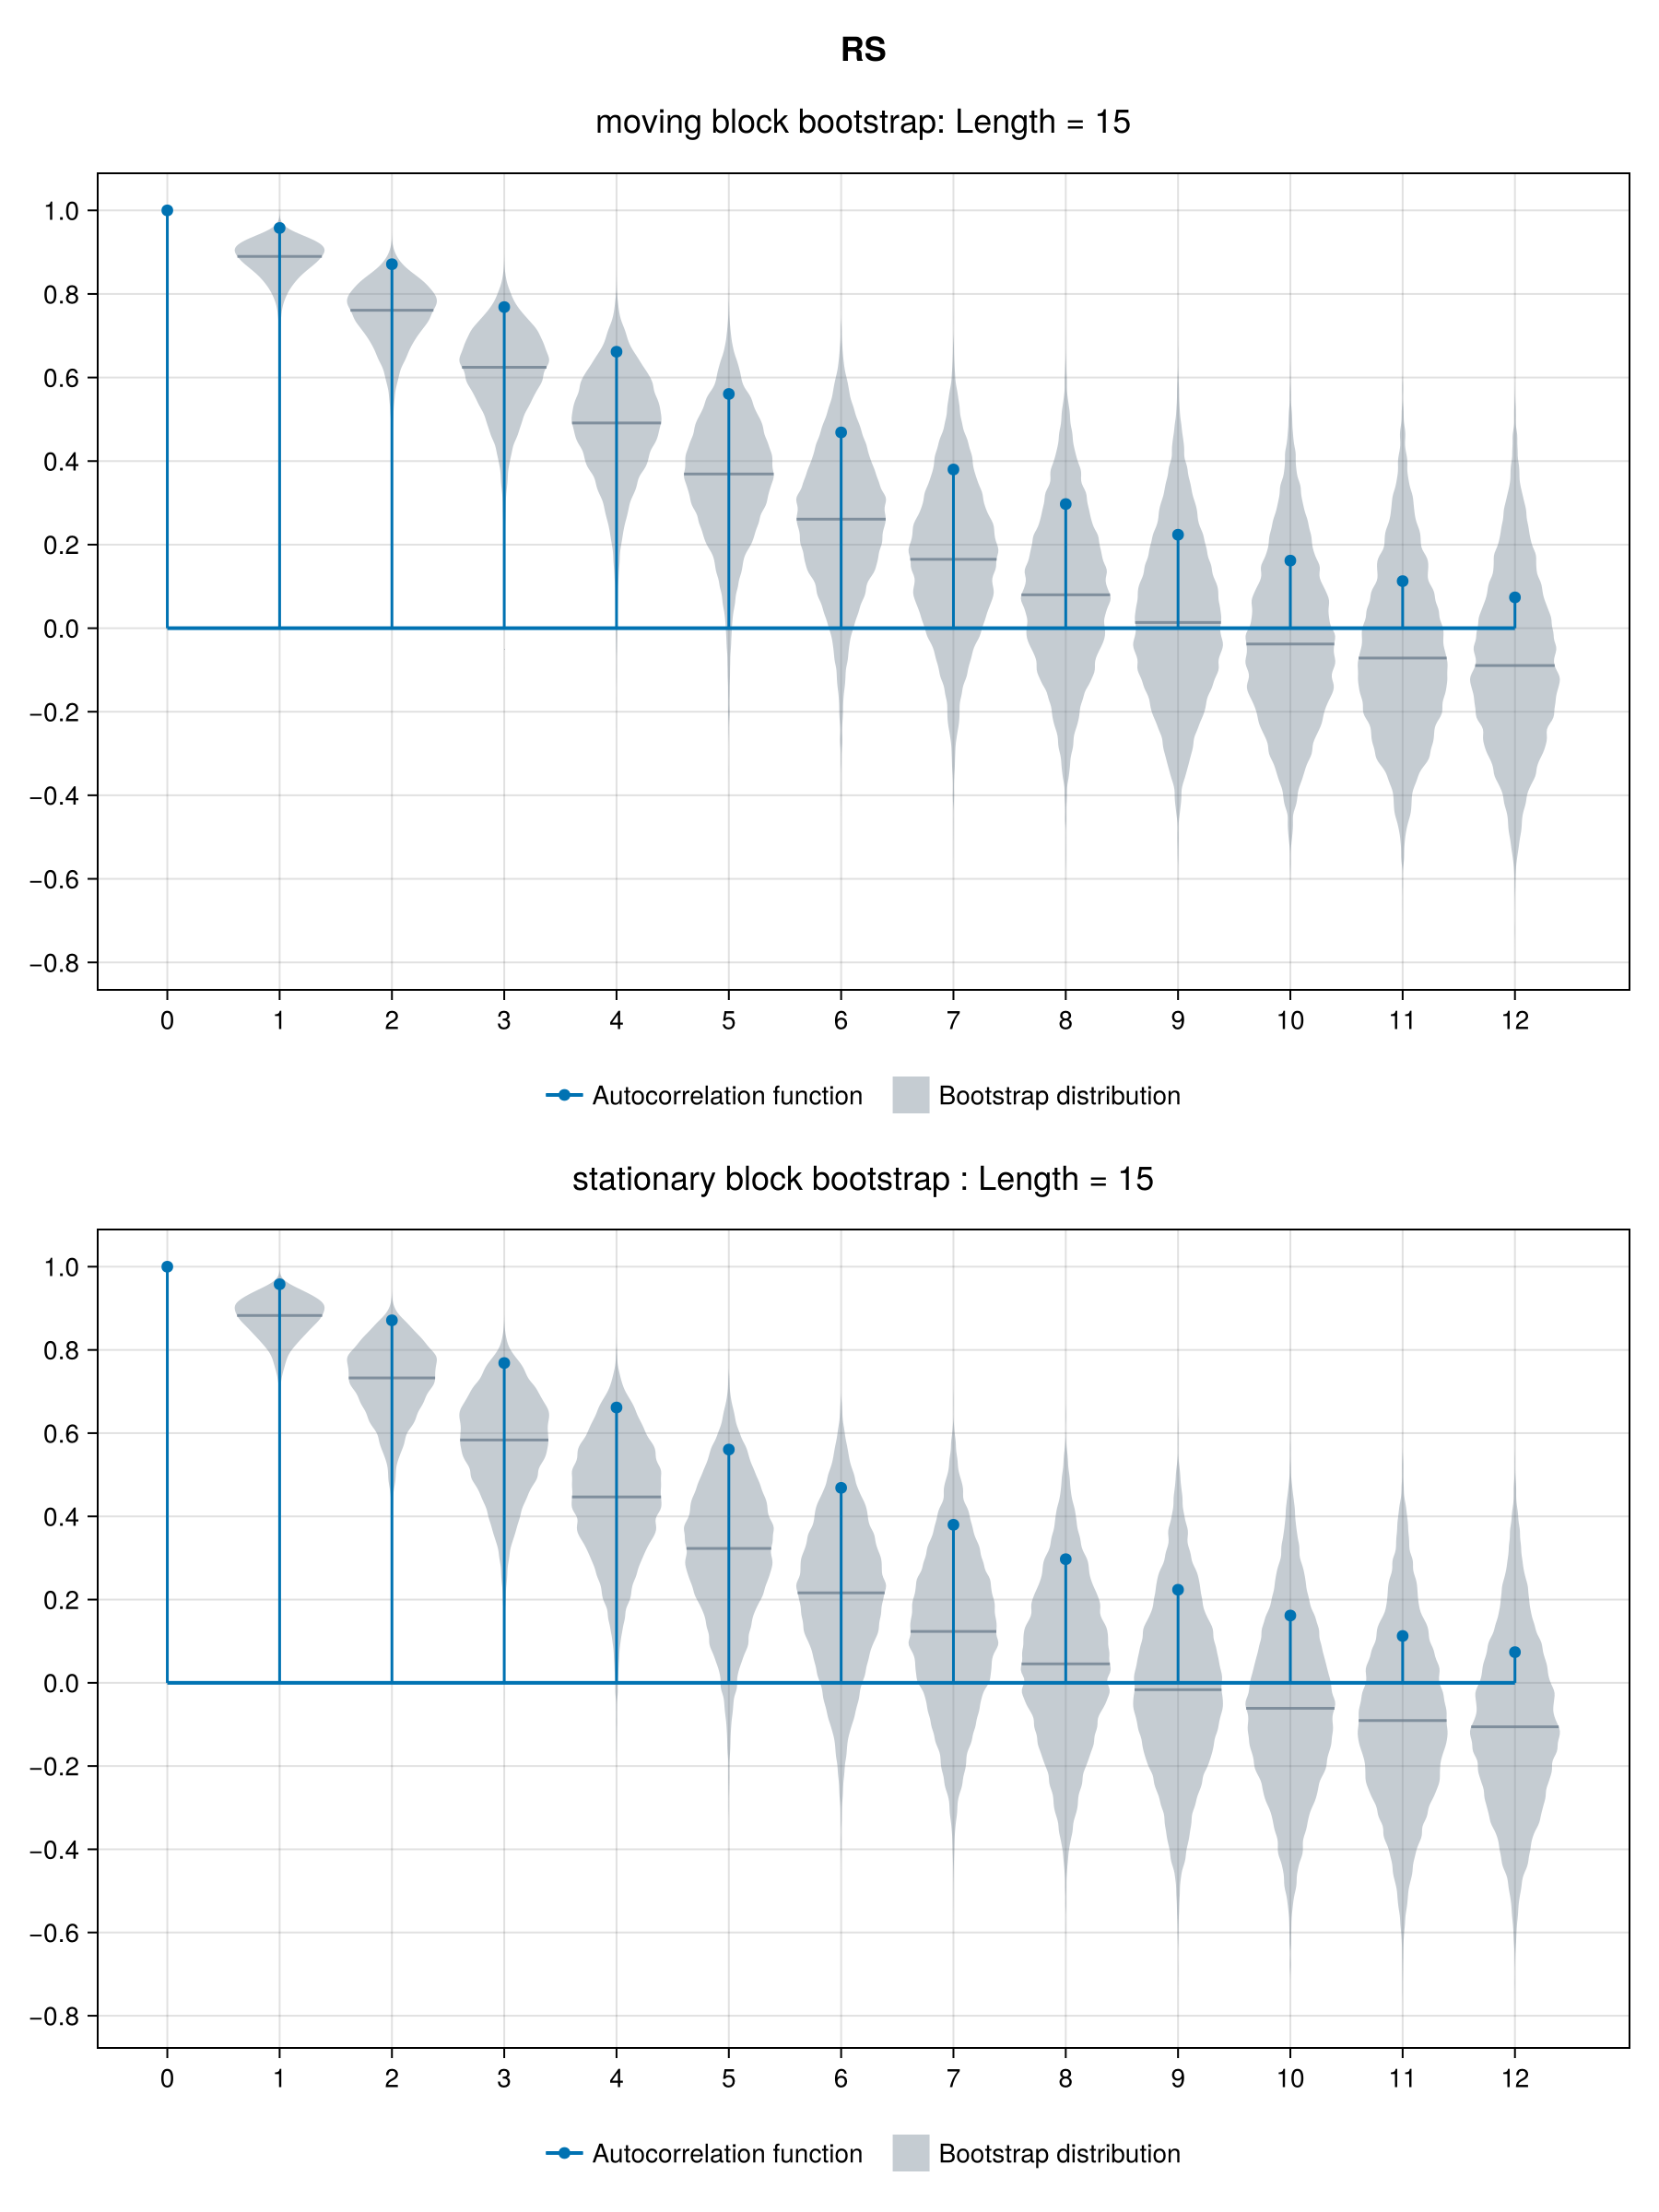 RS
moving block bootstrap: Length = 15
1.0
0.8
0.6
0.4
0.2
0.0
−0.2
−0.4
−0.6
−0.8
0 1 2 3 4 5 6 7 8 9 10 11 12
Autocorrelation function Bootstrap distribution
stationary block bootstrap : Length = 15
1.0
0.8
0.6
0.4
0.2
0.0
−0.2
−0.4
−0.6
−0.8
0 1 2 3 4 5 6 7 8 9 10 11 12
Autocorrelation function Bootstrap distribution